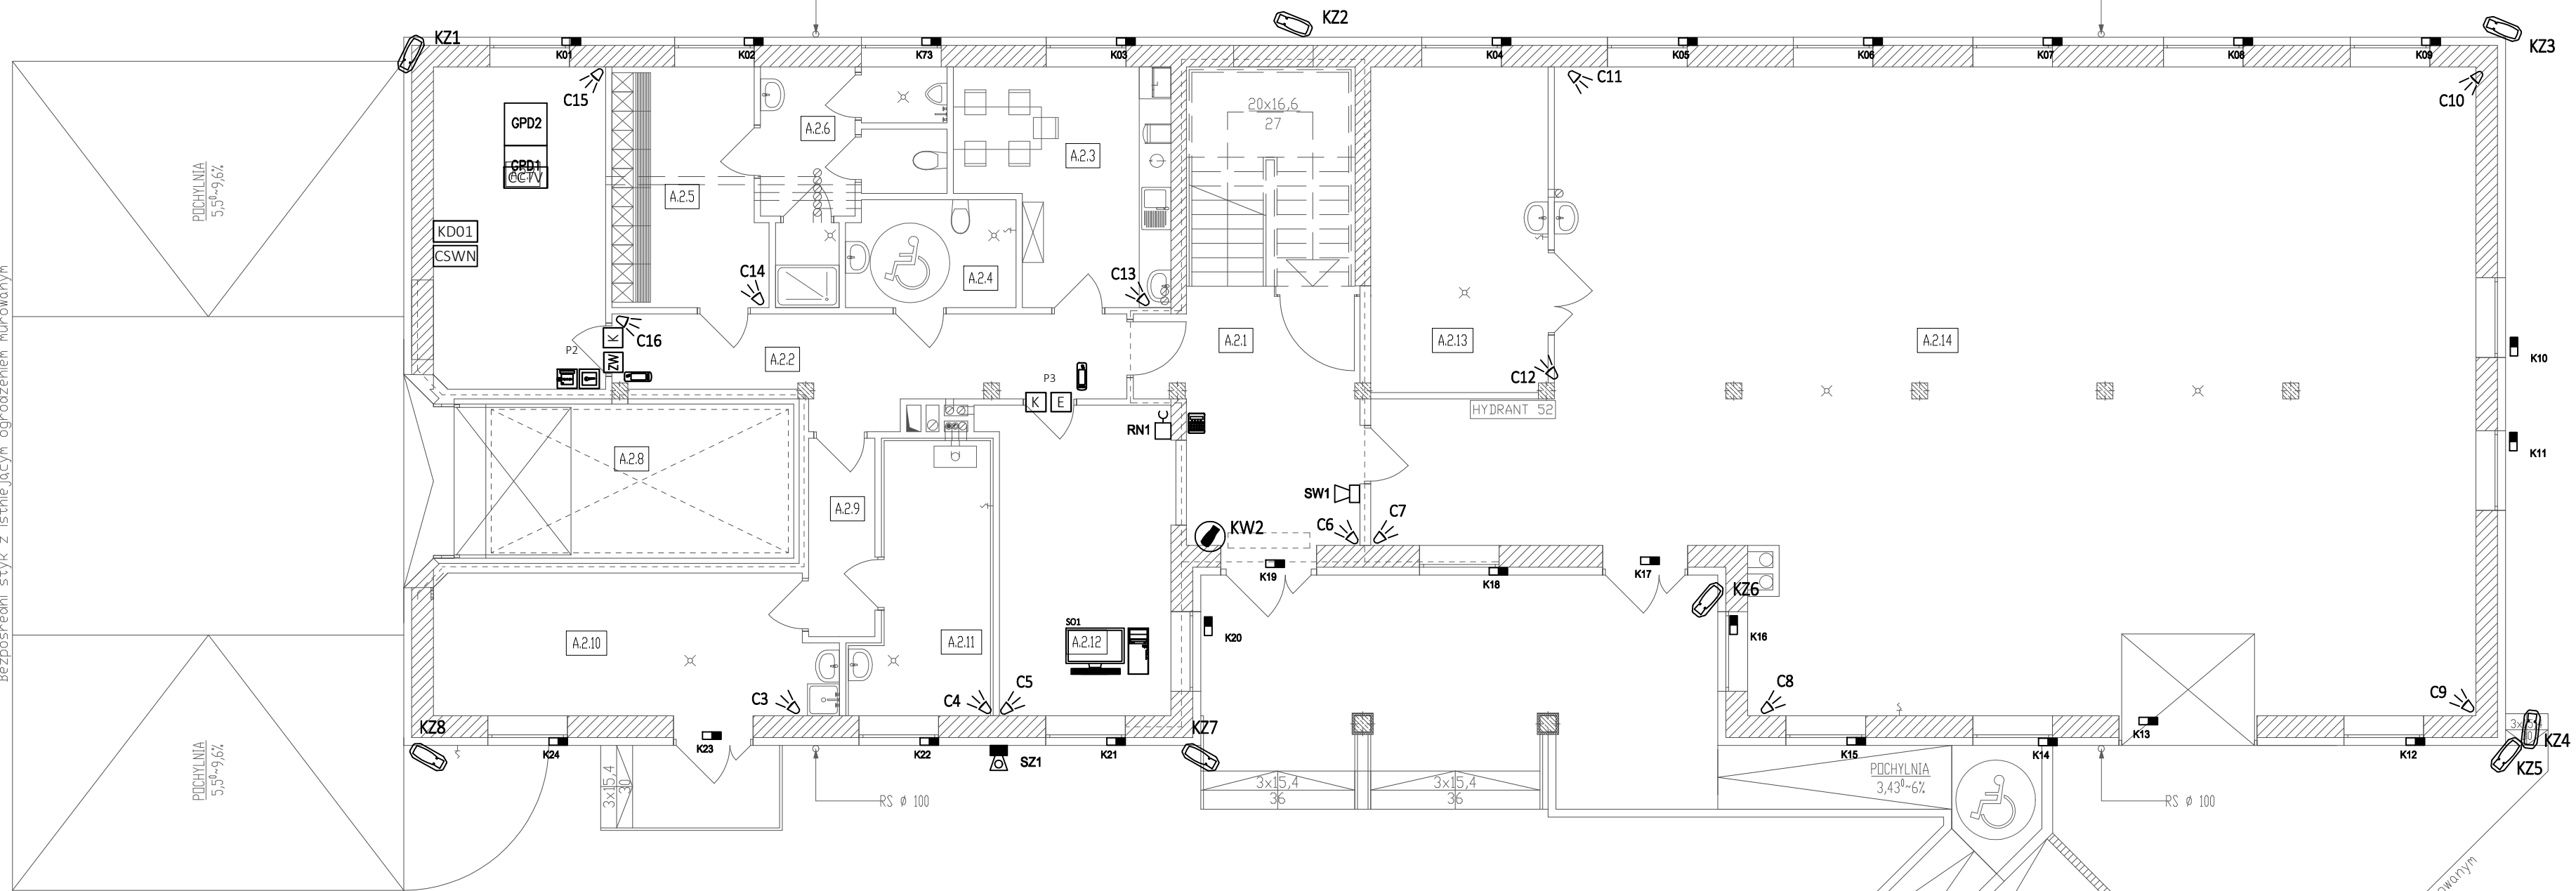 KZ1
KZ2
KZ3
K01
K02
K73
K03
K04
K05
K06
K07
K08
K09
C15
C11
C10
GPD2
GPD1
CCTV
A.2.6
20x16,6
27
A.2.3
POCHYLNIA
5,5⁰~9,6%
A.2.5
KD01
CSWN
C14
A.2.4
C13
C16
K
ZW
P2
A.2.2
A.2.1
A.2.13
A.2.14
K10
P3
K
E
C12
HYDRANT 52
RN1
K11
A.2.8
A.2.9
SW1
KW2
C6
C7
K19
K18
K17
KZ6
K20
K16
A.2.10
A.2.11
SO1
A.2.12
C3
C4
C5
C8
C9
KZ8
K24
K23
K22
SZ1
K21
KZ7
K15
K14
K13
K12
KZ4
KZ5
POCHYLNIA
5,5⁰~9,6%
3x15,4
30
RS ø 100
3x15,4
36
3x15,4
36
POCHYLNIA
3,43⁰~6%
RS ø 100
Bezpośredni styk z istniejącym ogrodzeniem murowanym